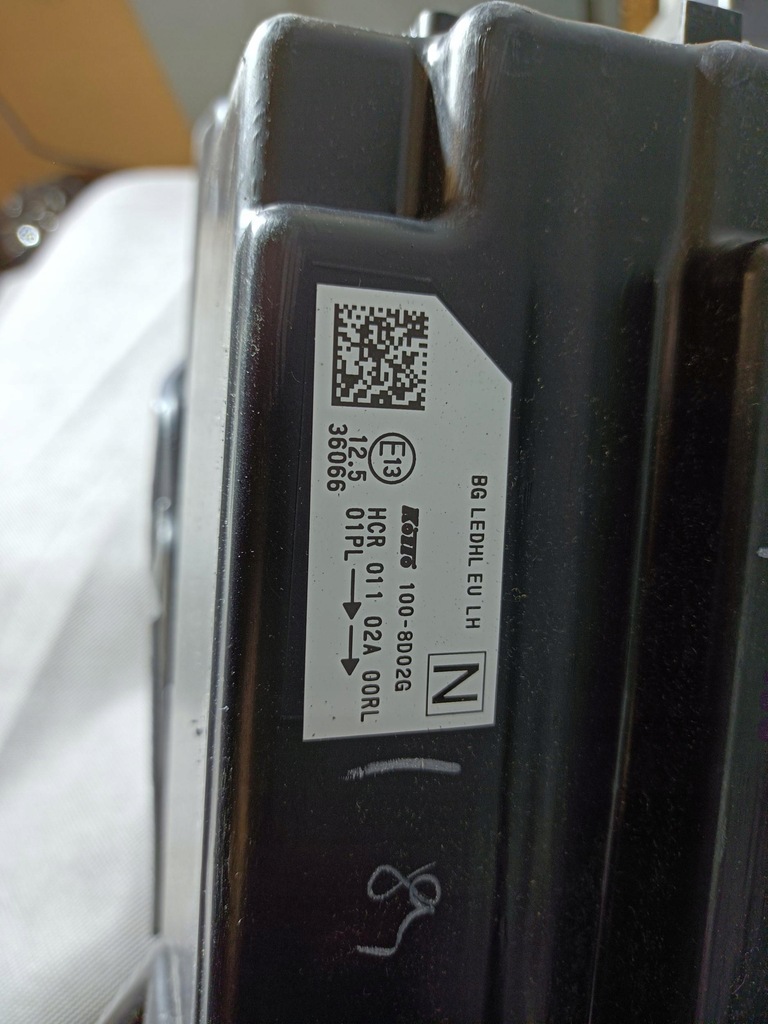 BG LEDHL EU LH
N
KOITO 100-8D02G
E13 HCR 011 02A 00RL
12.5 01PL→→
36066